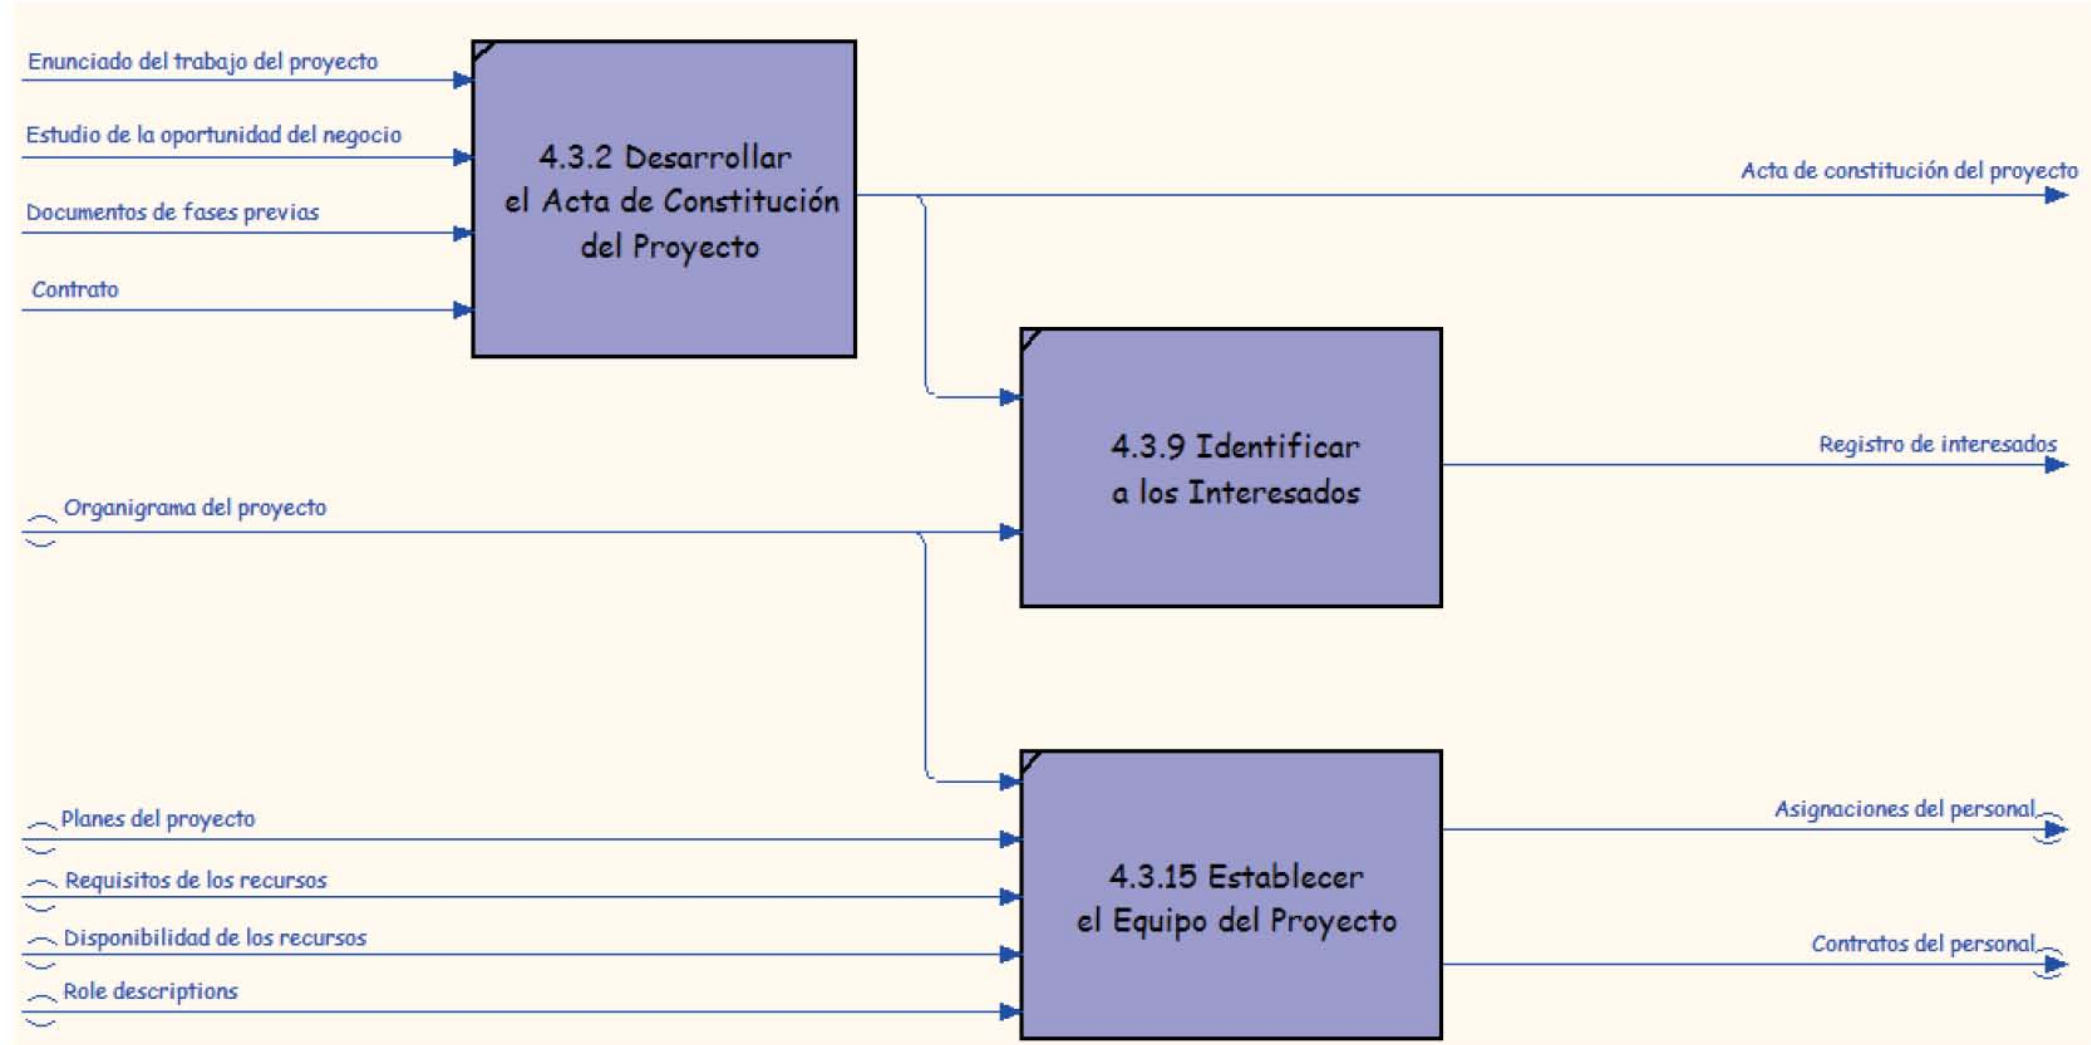 Enunciado del trabajo del proyecto
Estudio de la oportunidad del negocio
Documentos de fases previas
Contrato
4.3.2 Desarrollar
el Acta de Constitución
del Proyecto
Acta de constitución del proyecto
4.3.9 Identificar
a los Interesados
Registro de interesados
Organigrama del proyecto
Planes del proyecto
Requisitos de los recursos
Disponibilidad de los recursos
Role descriptions
4.3.15 Establecer
el Equipo del Proyecto
Asignaciones del personal
Contratos del personal